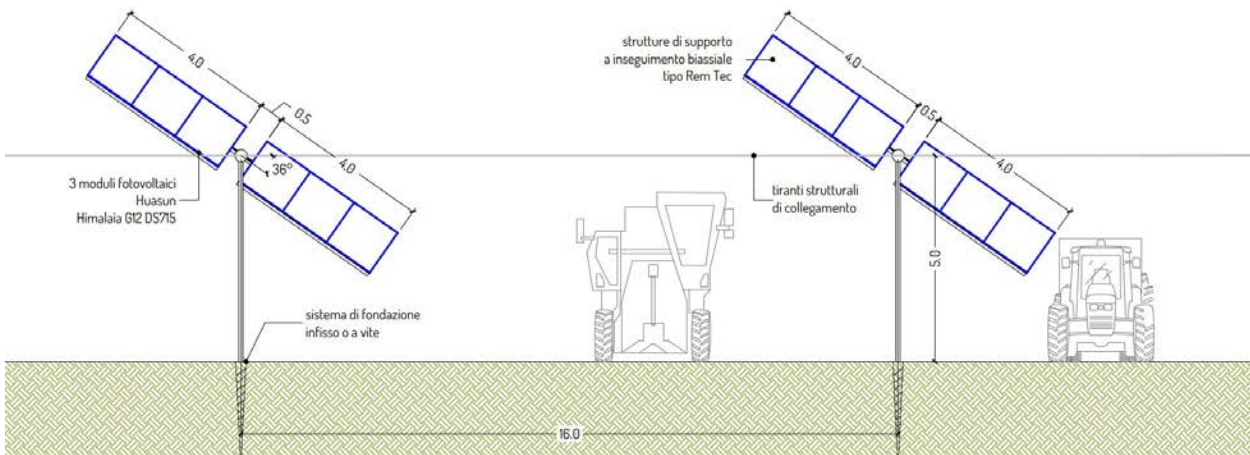 4.0
0.5
36°
4.0
3 moduli fotovoltaici
Huasun
Himalaia G12 DS715
sistema di fondazione
infisso o a vite
strutture di supporto
a inseguimento biassiale
tipo Rem Tec
4.0
0.5
4.0
tiranti strutturali
di collegamento
5.0
16.0